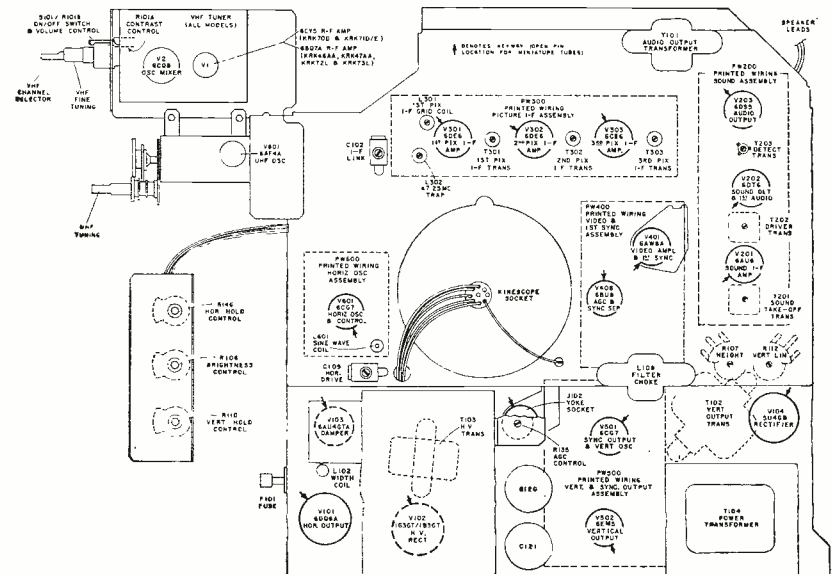 S101/R101B
ON/OFF SWITCH
& VOLUME CONTROL
R101A
CONTRAST
CONTROL
VHF TUNER
(ALL MODELS)
6CY5 R-F AMP
(KRK70B & KRK71D/E)
6BQ7A R-F AMP
(KRK66AA, KRK47AA,
KRK72L & KRK73L)
V2
OSC MIXER
V1
VHF
CHANNEL
SELECTOR
VHF
FINE
TUNING
DENOTES KEYWAY (OPEN PIN
LOCATION FOR MINIATURE TUBES)
T101
AUDIO OUTPUT
TRANSFORMER
SPEAKER
LEADS
PW200
PRINTED WIRING
SOUND ASSEMBLY
V203
6DS5
AUDIO
OUTPUT
T203
DETECT
TRANS
V202
6DT6
SOUND DET
& 1ST AUDIO
T202
DRIVER
TRANS
V201
6AU6
SOUND I-F
AMP
T201
SOUND
TAKE-OFF
TRANS
L301
1ST PIX
I-F GRID COIL
PW300
PRINTED WIRING
PICTURE I-F ASSEMBLY
V301
6DE6
1ST PIX I-F
AMP
V302
6DE6
2ND PIX I-F
AMP
V303
6CB6
3RD PIX I-F
AMP
T301
1ST PIX
I-F TRANS
T302
2ND PIX
I F TRANS
T303
3RD PIX
I-F TRANS
L302
47.25MC
TRAP
C102
I-F
LINK
V801
6AF4A
UHF OSC
UHF
TUNING
PW400
PRINTED WIRING
VIDEO &
1ST SYNC
ASSEMBLY
V401
6AW8A
VIDEO AMPL
& 1ST SYNC
AGC &
SYNC SEP
PW600
PRINTED WIRING
HORIZ OSC
ASSEMBLY
V601
6CG7
HORIZ OSC
& CONTROL
L601
SINE WAVE
COIL
C109
HOR.
DRIVE
KINESCOPE
SOCKET
R146
HOR HOLD
CONTROL
R106
BRIGHTNESS
CONTROL
R110
VERT HOLD
CONTROL
R107
HEIGHT
R112
VERT LIN
L103
FILTER
CHOKE
V103
6AU4GTA
DAMPER
L102
WIDTH
COIL
F101
FUSE
V101
6DQ6A
HOR OUTPUT
T103
H V
TRANS
V102
1G3GT/1B3GT
H. V.
RECT
J102
YOKE
SOCKET
R135
AGC
CONTROL
C120
C121
V501
6CG7
SYNC OUTPUT
& VERT OSC
PW500
PRINTED WIRING
VERT. & SYNC. OUTPUT
ASSEMBLY
V502
6EM5
VERTICAL
OUTPUT
T102
VERT
OUTPUT
TRANS
V104
5U4GB
RECTIFIER
T104
POWER
TRANSFORMER